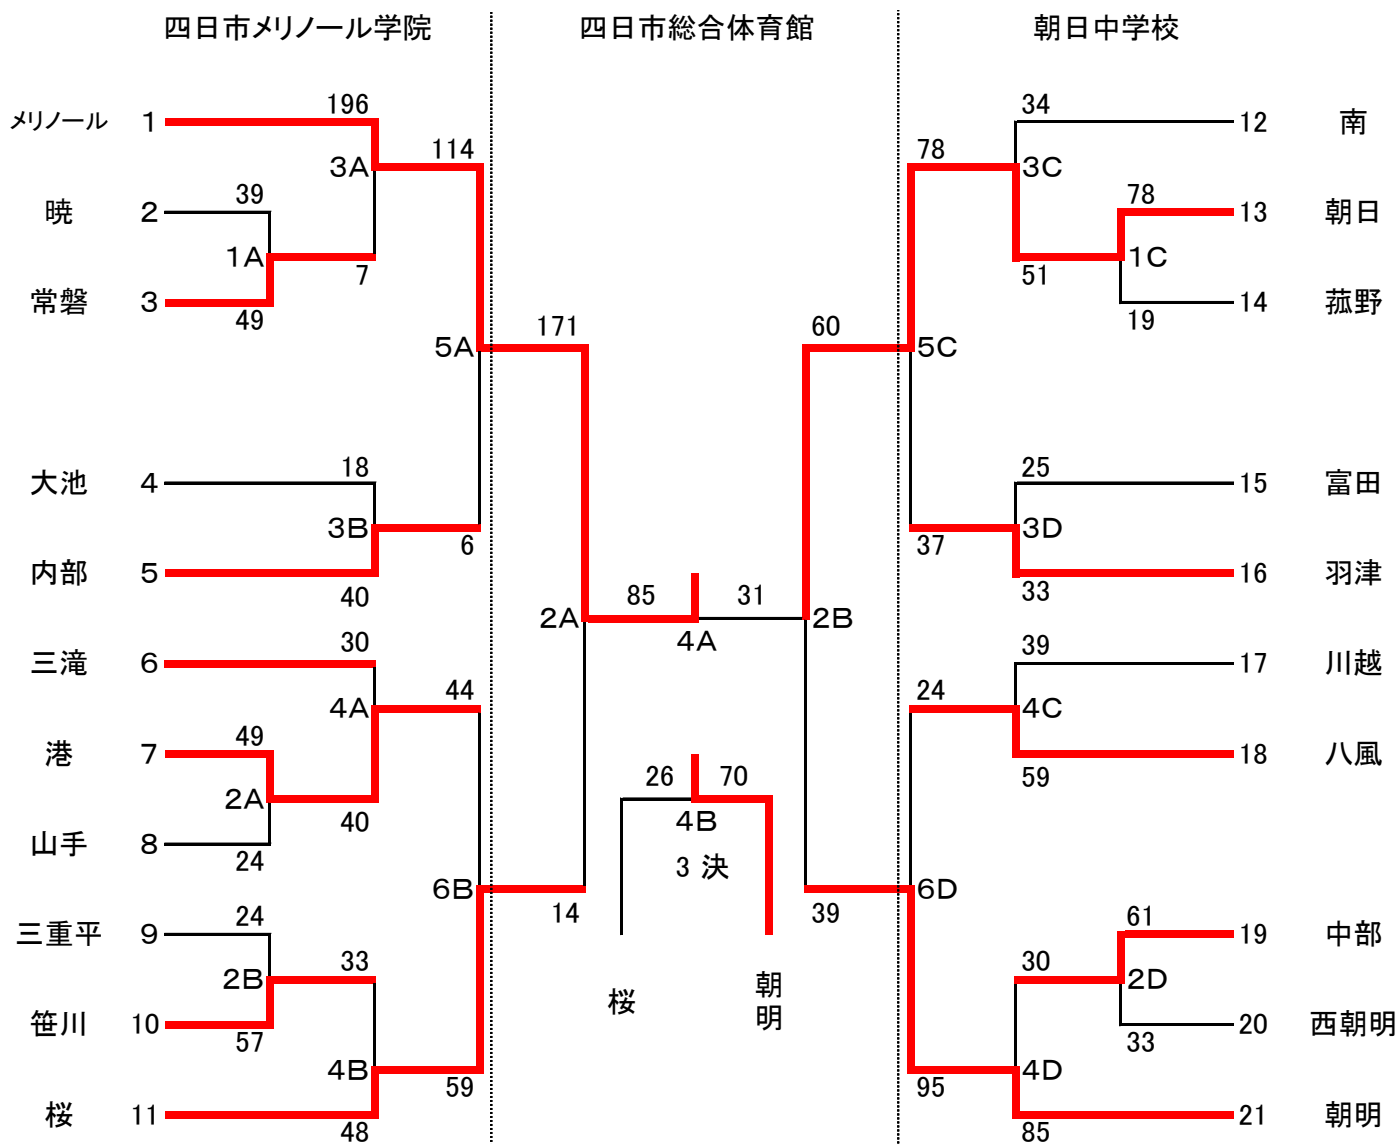 四日市メリノール学院 四日市総合体育館 朝日中学校
196 34
メリノール 1 12 南
114 78
3A 3C
39 78
暁 2 13 朝日
1A 1C
7 51
常磐 3 14 菰野
49 19
171 60
5A 5C
18 25
大池 4 15 富田
3B 3D
6 37
内部 5 16 羽津
40 85 31 33
2A 2B
4A
30 39
三滝 6 17 川越
44 24
4A 4C
49
港 7 18 八風
26 70 59
2A
40 4B
山手 8
24 3 決
6B 6D
14 39
24 61
三重平 9 19 中部
33 30
2B 2D
桜 朝明
笹川 10 20 西朝明
57 33
4B 4D
59 95
桜 11 21 朝明
48 85